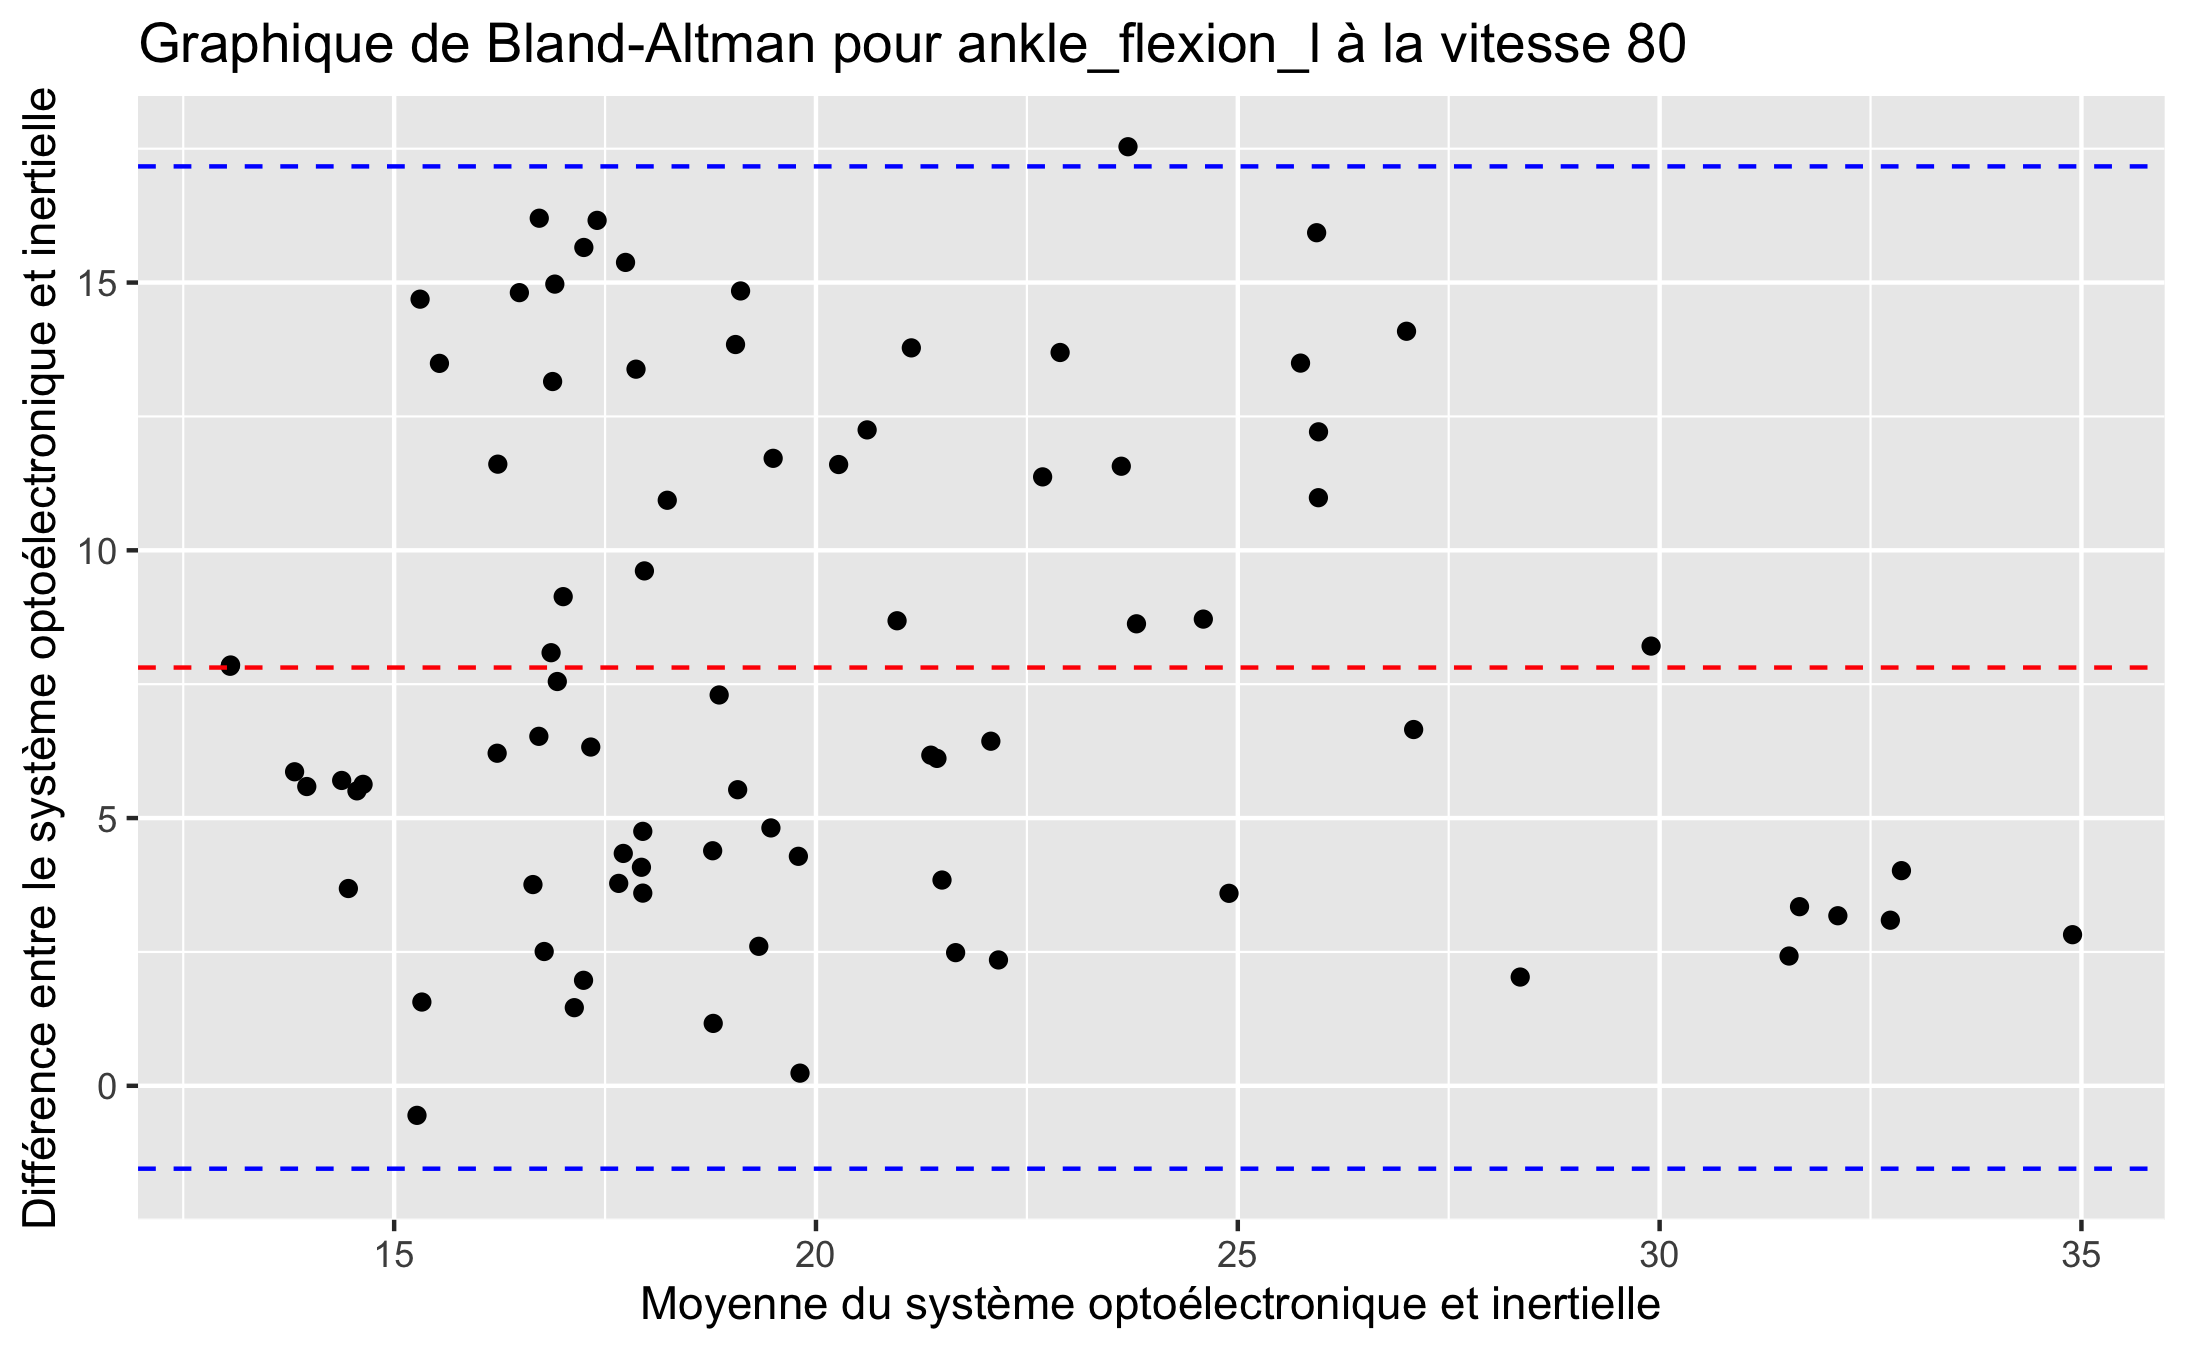 Graphique de Bland-Altman pour ankle_flexion_l à la vitesse 80
Différence entre le système optoélectronique et inertielle
15
10
5
0
15 20 25 30 35
Moyenne du système optoélectronique et inertielle